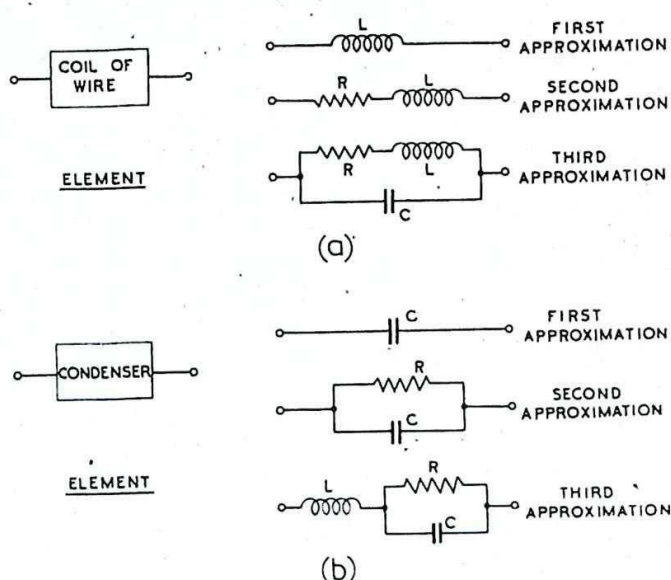 L
FIRST
APPROXIMATION
COIL OF
WIRE
R
L
SECOND
APPROXIMATION
R
L
THIRD
APPROXIMATION
C
ELEMENT
(a)
C
FIRST
APPROXIMATION
CONDENSER
R
C
SECOND
APPROXIMATION
ELEMENT
L
R
C
THIRD
APPROXIMATION
(b)